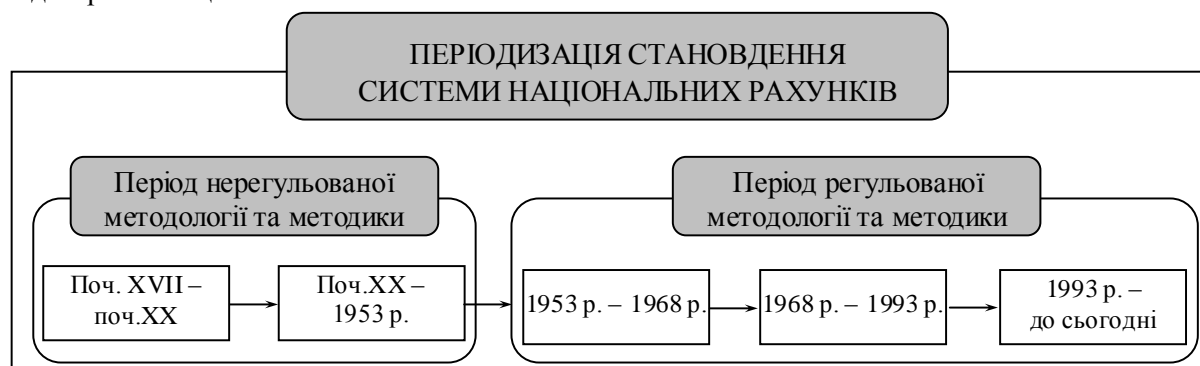 ПЕРІОДИЗАЦІЯ СТАНОВДЕННЯ
СИСТЕМИ НАЦІОНАЛЬНИХ РАХУНКІВ
Період нерегульованої
методології та методики
Період регульованої
методології та методики
Поч. XVII –
поч.XX
Поч.XX –
1953 р.
1953 р. – 1968 р.
1968 р. – 1993 р.
1993 р. –
до сьогодні